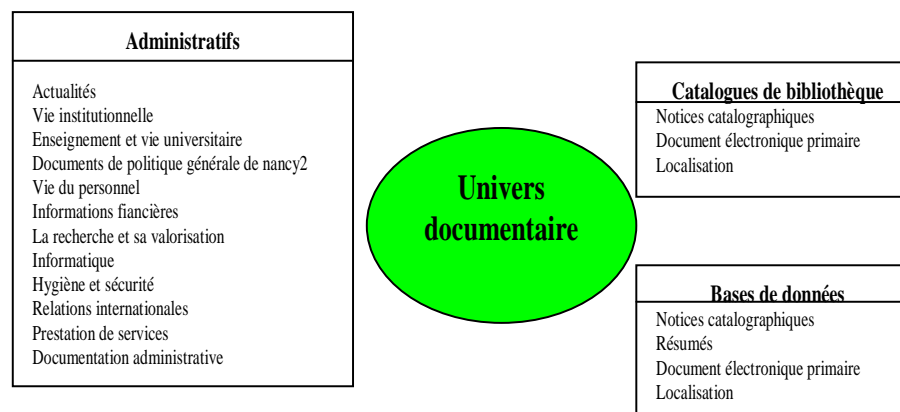 Administratifs
Actualités
Vie institutionnelle
Enseignement et vie universitaire
Documents de politique générale de nancy2
Vie du personnel
Informations fiancières
La recherche et sa valorisation
Informatique
Hygiène et sécurité
Relations internationales
Prestation de services
Documentation administrative
Univers
documentaire
Catalogues de bibliothèque
Notices catalographiques
Document électronique primaire
Localisation
Bases de données
Notices catalographiques
Résumés
Document électronique primaire
Localisation